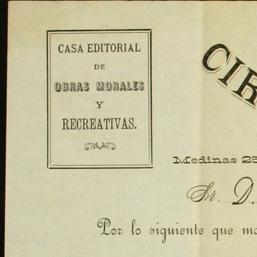 CASA EDITORIAL
DE
OBRAS MORALES
Y
RECREATIVAS.
CIR
Medinas 25
Sr. D.
Por lo siguiente que